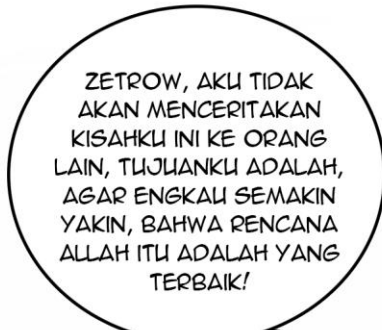 ZETROW, AKU TIDAK
AKAN MENCERITAKAN
KISAHKU INI KE ORANG
LAIN, TUJUANKU ADALAH,
AGAR ENGKAU SEMAKIN
YAKIN, BAHWA RENCANA
ALLAH ITU ADALAH YANG
TERBAIK!